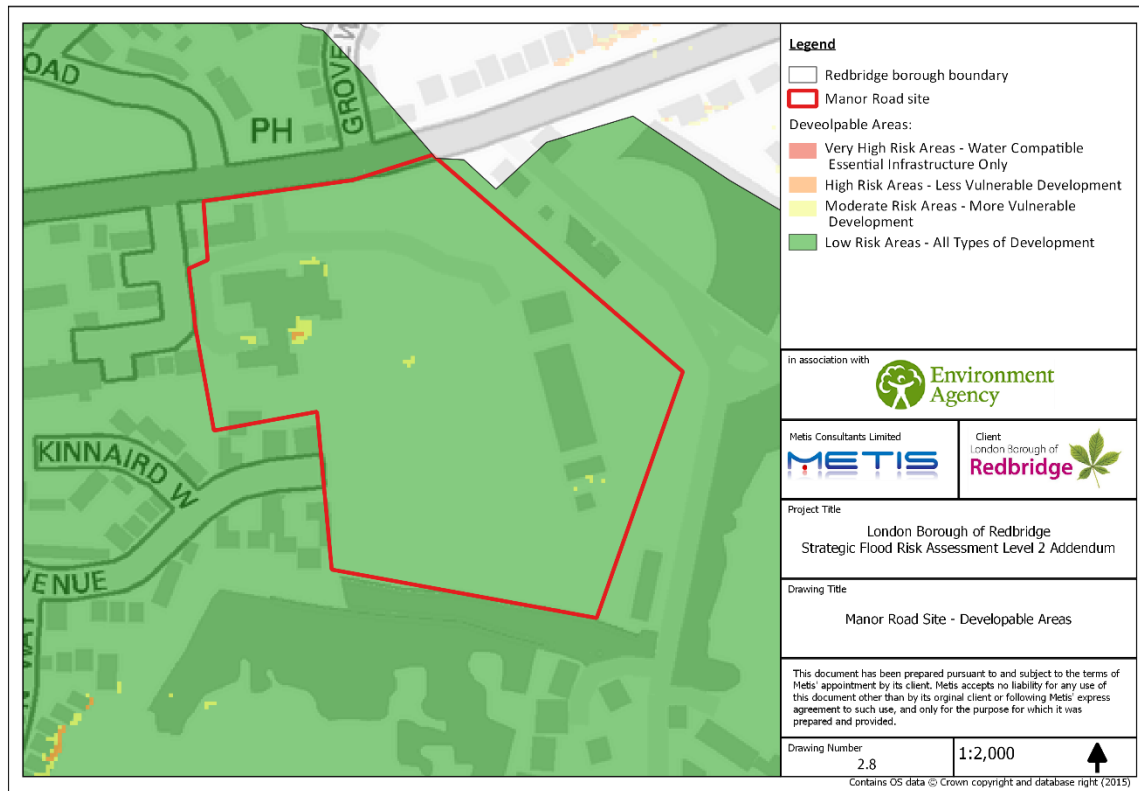 OAD
GROVE W
PH
KINNAIRD W
VENUE
N WAY
Legend
Redbridge borough boundary
Manor Road site
Deveolpable Areas:
Very High Risk Areas - Water Compatible
Essential Infrastructure Only
High Risk Areas - Less Vulnerable Development
Moderate Risk Areas - More Vulnerable
Development
Low Risk Areas - All Types of Development
in association with
Environment
Agency
Metis Consultants Limited
METIS
Client
London Borough of
Redbridge
Project Title
London Borough of Redbridge
Strategic Flood Risk Assessment Level 2 Addendum
Drawing Title
Manor Road Site - Developable Areas
This document has been prepared pursuant to and subject to the terms of
Metis' appointment by its client. Metis accepts no liability for any use of
this document other than by its orginal client or following Metis' express
agreement to such use, and only for the purpose for which it was
prepared and provided.
Drawing Number
2.8
1:2,000
Contains OS data © Crown copyright and database right (2015)